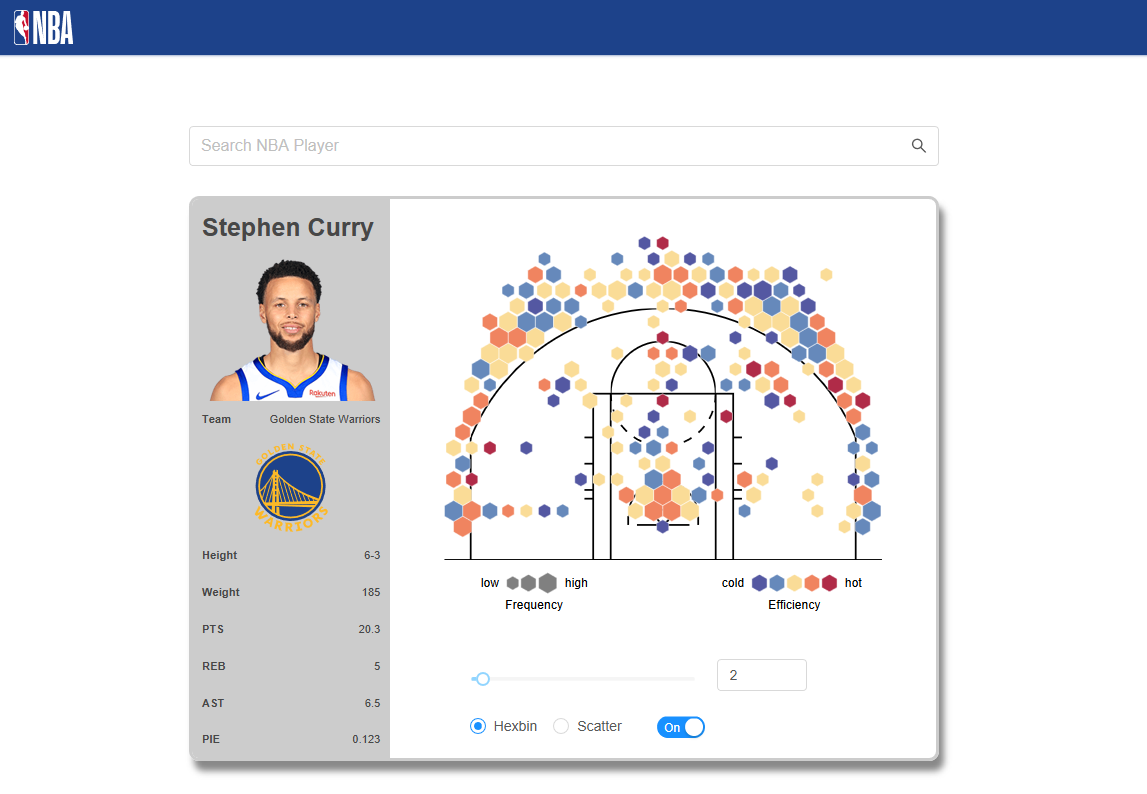 NBA
Search NBA Player
Stephen Curry
Rakuten
Team Golden State Warriors
GOLDEN STATE
WARRIORS
Height 6-3
Weight 185
PTS 20.3
REB 5
AST 6.5
PIE 0.123
low high
Frequency
cold hot
Efficiency
2
Hexbin Scatter On